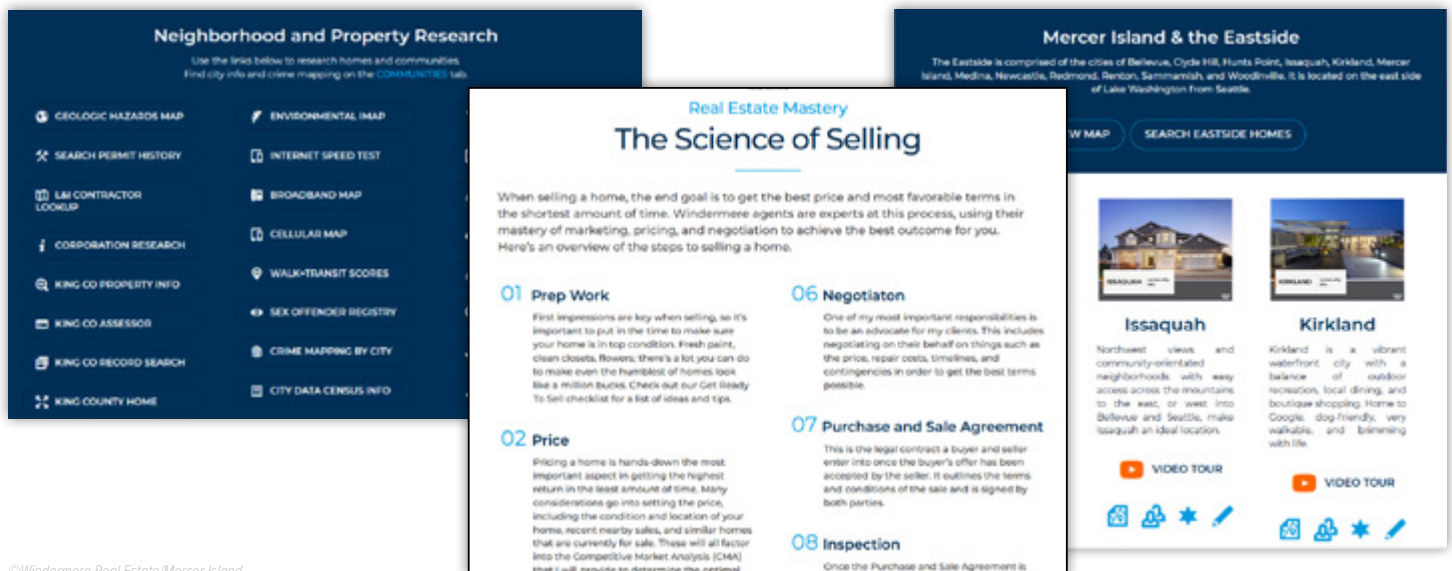 Neighborhood and Property Research
Use the links below to research homes and communities.
Find city info and crime mapping on the COMMUNITIES tab.
GEOLOGIC HAZARDS MAP
SEARCH PERMIT HISTORY
L&I CONTRACTOR
LOOKUP
CORPORATION RESEARCH
KING CO PROPERTY INFO
KING CO ASSESSOR
KING CO RECORD SEARCH
KING COUNTY HOME
ENVIRONMENTAL IMAP
INTERNET SPEED TEST
BROADBAND MAP
CELLULAR MAP
WALK+TRANSIT SCORES
SEX OFFENDER REGISTRY
CRIME MAPPING BY CITY
CITY DATA CENSUS INFO
Real Estate Mastery
The Science of Selling
When selling a home, the end goal is to get the best price and most favorable terms in
the shortest amount of time. Windermere agents are experts at this process, using their
mastery of marketing, pricing, and negotiation to achieve the best outcome for you.
Here's an overview of the steps to selling a home.
01 Prep Work
First impressions are key when selling, so it's
important to put in the time to make sure
your home is in top condition. Fresh paint,
clean closets, flowers; there's a lot you can do
to make even the humblest of homes look
like a million bucks. Check out our Get Ready
To Sell checklist for a list of ideas and tips.
02 Price
Pricing a home is hands-down the most
important aspect in getting the highest
return in the least amount of time. Many
considerations go into setting the price,
including the condition and location of your
home, recent nearby sales, and similar homes
that are currently for sale. These will all factor
into the Competitive Market Analysis (CMA)
that I will provide to determine the optimal
06 Negotiaton
One of my most important responsibilities is
to be an advocate for my clients. This includes
negotiating on their behalf on things such as
the price, repair costs, timelines, and
contingencies in order to get the best terms
possible.
07 Purchase and Sale Agreement
This is the legal contract a buyer and seller
enter into once the buyer's offer has been
accepted by the seller. It outlines the terms
and conditions of the sale and is signed by
both parties.
08 Inspection
Once the Purchase and Sale Agreement is
Mercer Island & the Eastside
The Eastside is comprised of the cities of Bellevue, Clyde Hill, Hunts Point, Issaquah, Kirkland, Mercer
Island, Medina, Newcastle, Redmond, Renton, Sammamish, and Woodinville. It is located on the east side
of Lake Washington from Seattle.
W MAP
SEARCH EASTSIDE HOMES
ISSAQUAH
Issaquah
Northwest views and
community-orientated
neighborhoods with easy
access across the mountains
to the east, or west into
Bellevue and Seattle, make
Issaquah an ideal location.
VIDEO TOUR
KIRKLAND
Kirkland
Kirkland is a vibrant
waterfront city with a
balance of outdoor
recreation, local dining, and
boutique shopping. Home to
Google, dog-friendly, very
walkable, and brimming
with life.
VIDEO TOUR
©Windermere Real Estate/Mercer Island